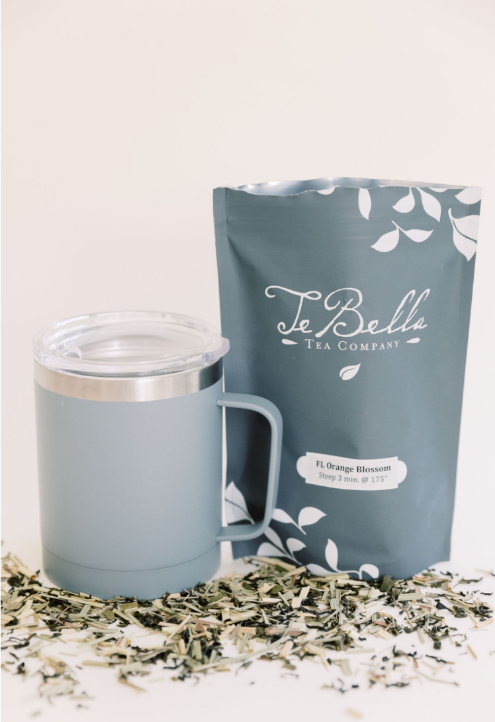 TeBella
TEA COMPANY
FL Orange Blossom
Steep 3 min. @ 175°